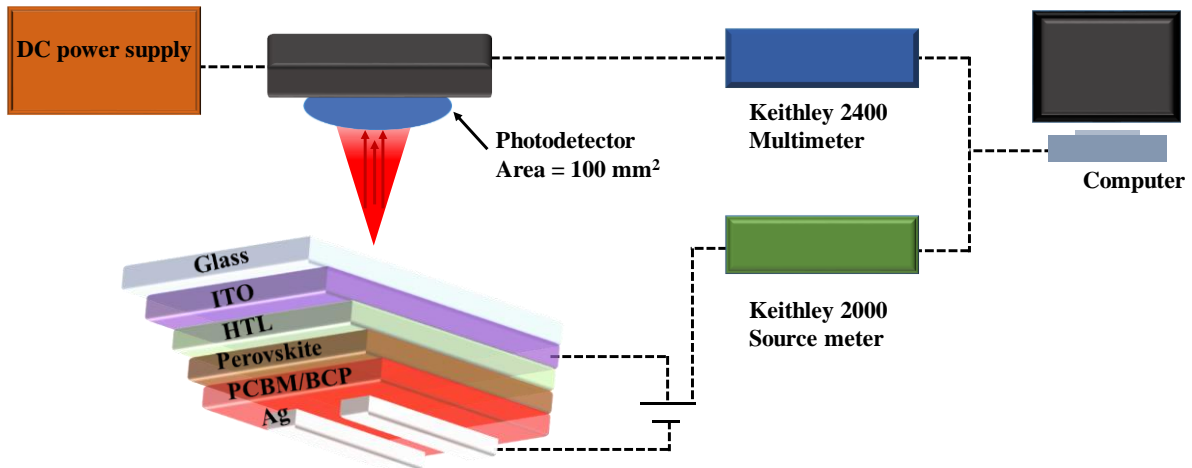 DC power supply
Photodetector
Area = 100 mm²
Keithley 2400
Multimeter
Computer
Keithley 2000
Source meter
Glass
ITO
HTL
Perovskite
PCBM/BCP
Ag